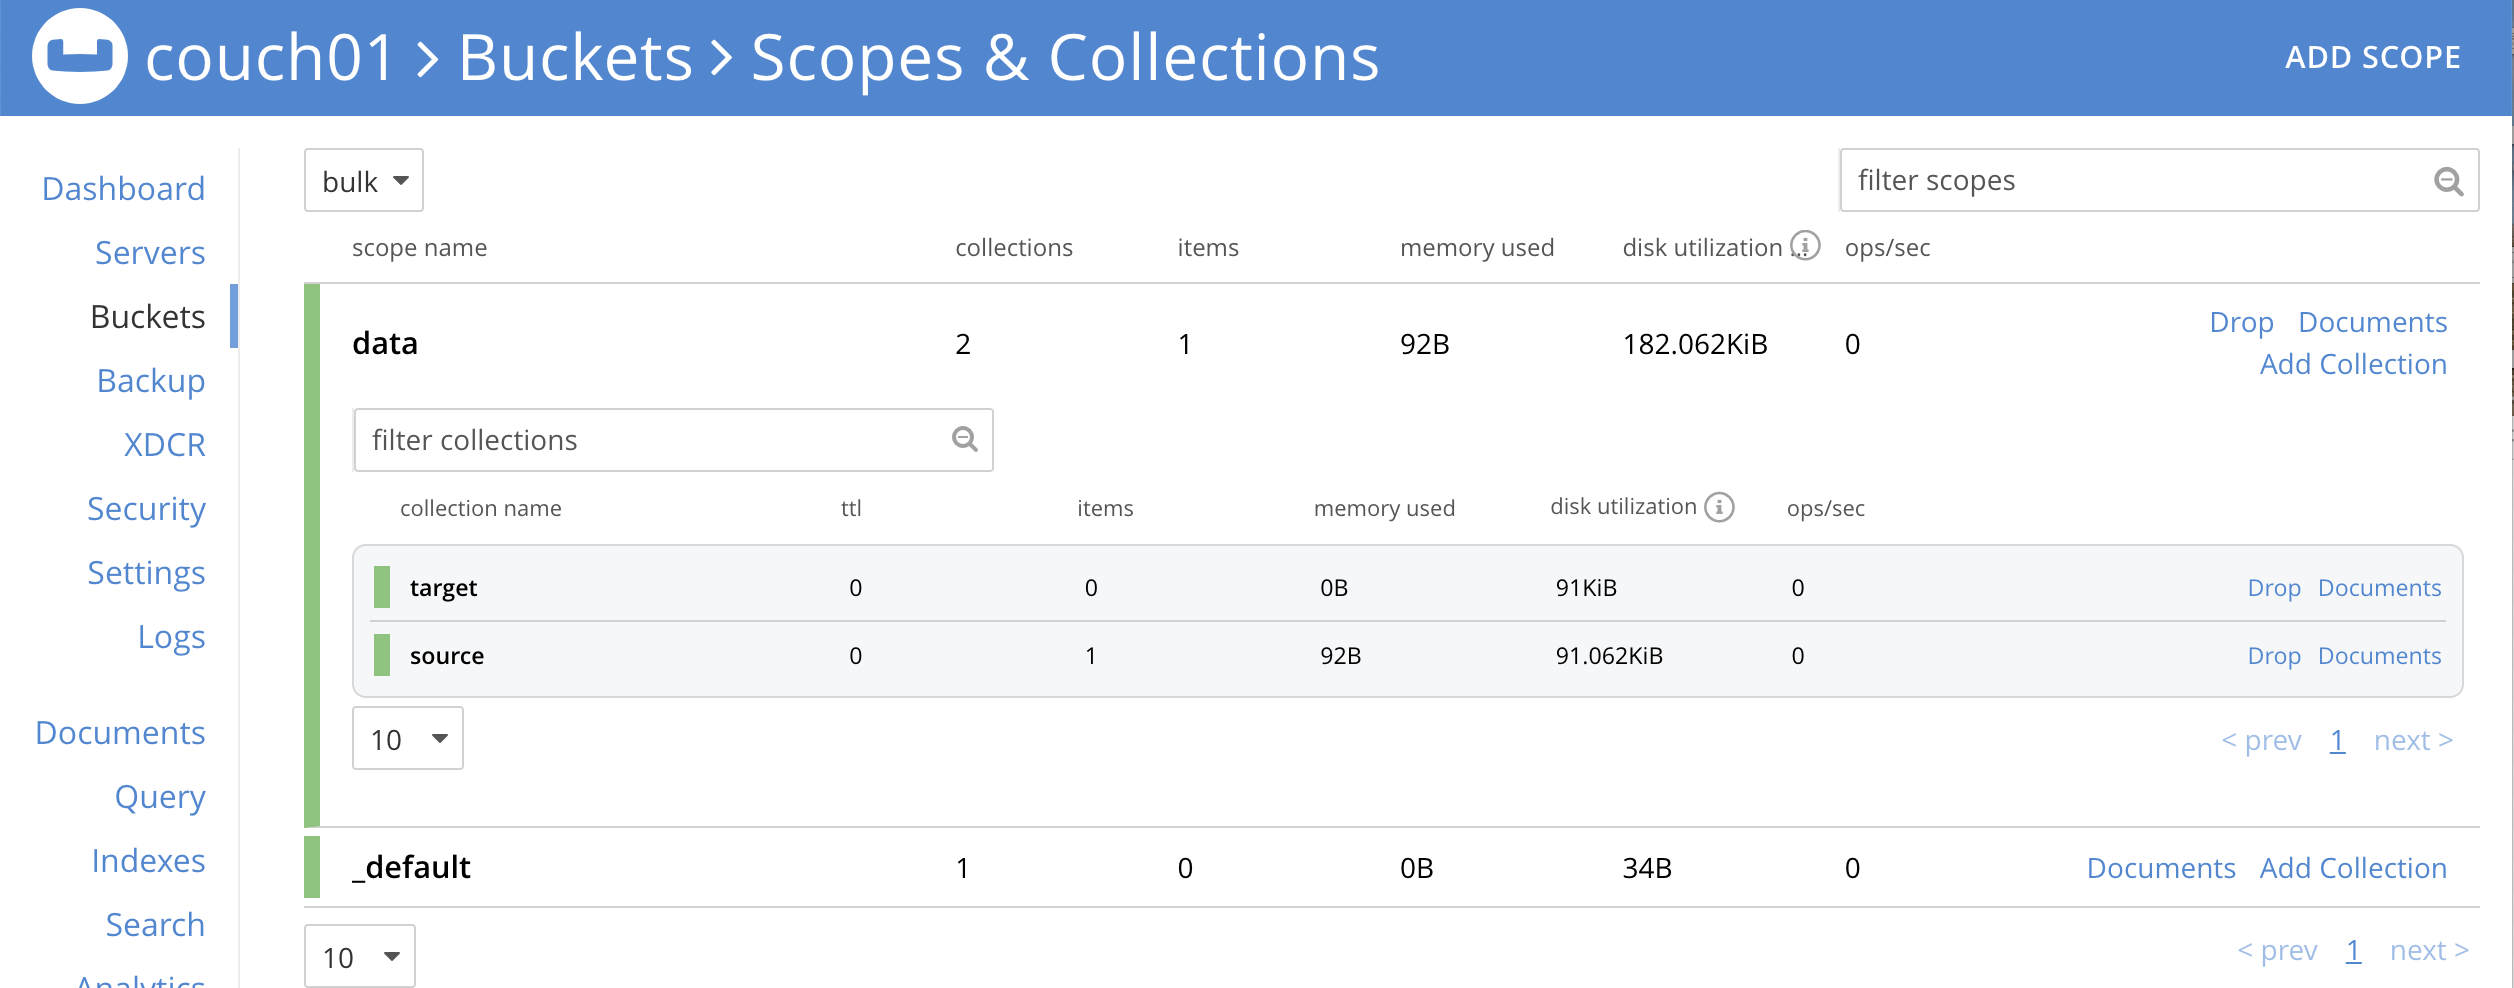 couch01 > Buckets > Scopes & Collections
ADD SCOPE
Dashboard
Servers
Buckets
Backup
XDCR
Security
Settings
Logs
Documents
Query
Indexes
Search
Analytics
bulk
filter scopes
scope name collections items memory used disk utilization ... ops/sec
data 2 1 92B 182.062KiB 0 Drop Documents
Add Collection
filter collections
collection name ttl items memory used disk utilization ops/sec
target 0 0 0B 91KiB 0 Drop Documents
source 0 1 92B 91.062KiB 0 Drop Documents
10 < prev 1 next >
_default 1 0 0B 34B 0 Documents Add Collection
10 < prev 1 next >